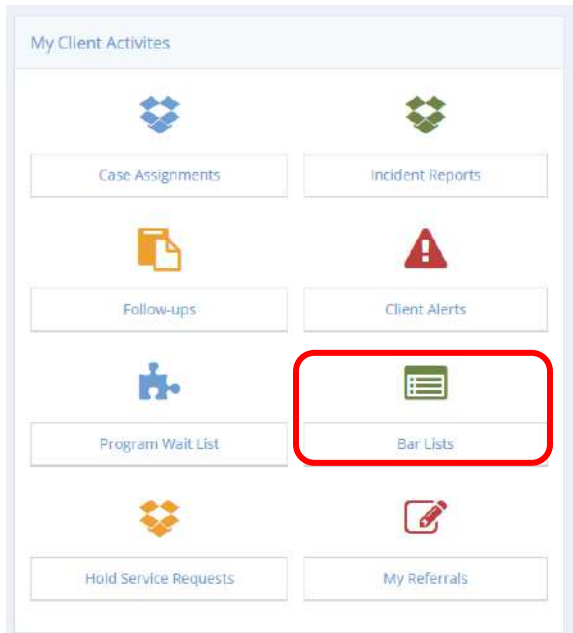 My Client Activites
Case Assignments
Incident Reports
Follow-ups
Client Alerts
Program Wait List
Bar Lists
Hold Service Requests
My Referrals